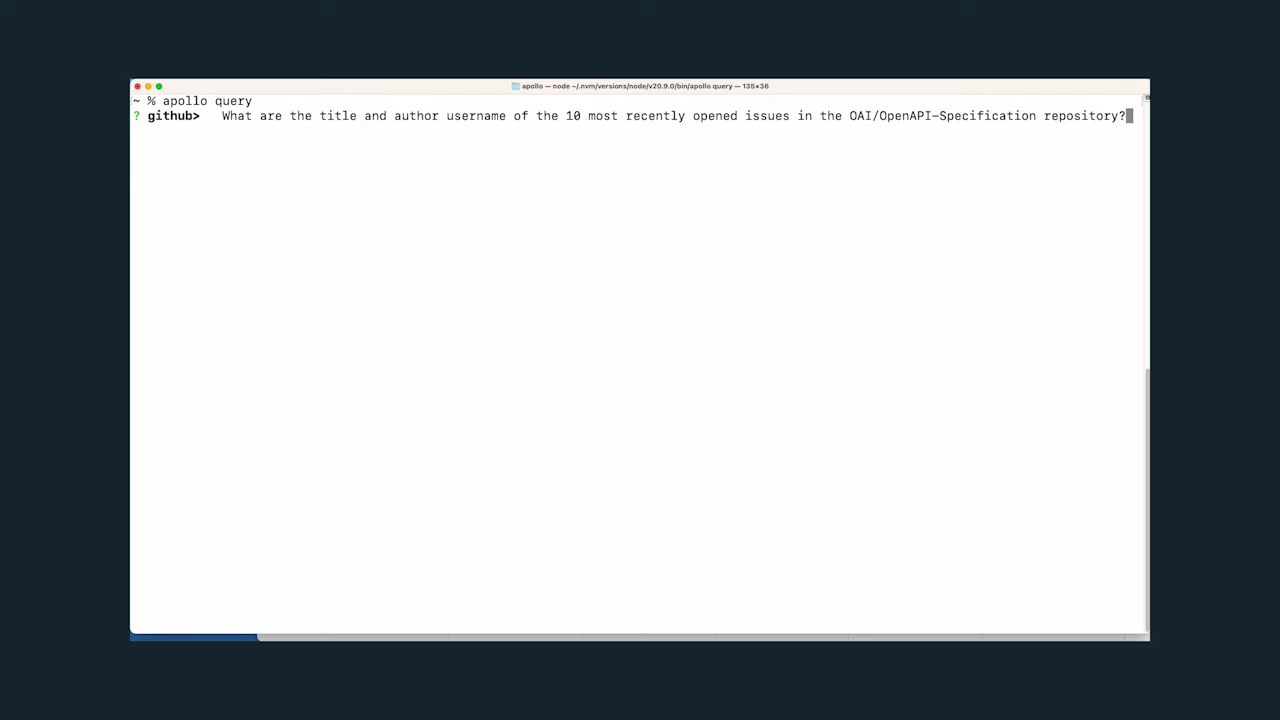 apollo — node ~/.nvm/versions/node/v20.9.0/bin/apollo query — 135×36
~ % apollo query
? github> What are the title and author username of the 10 most recently opened issues in the OAI/OpenAPI-Specification repository?